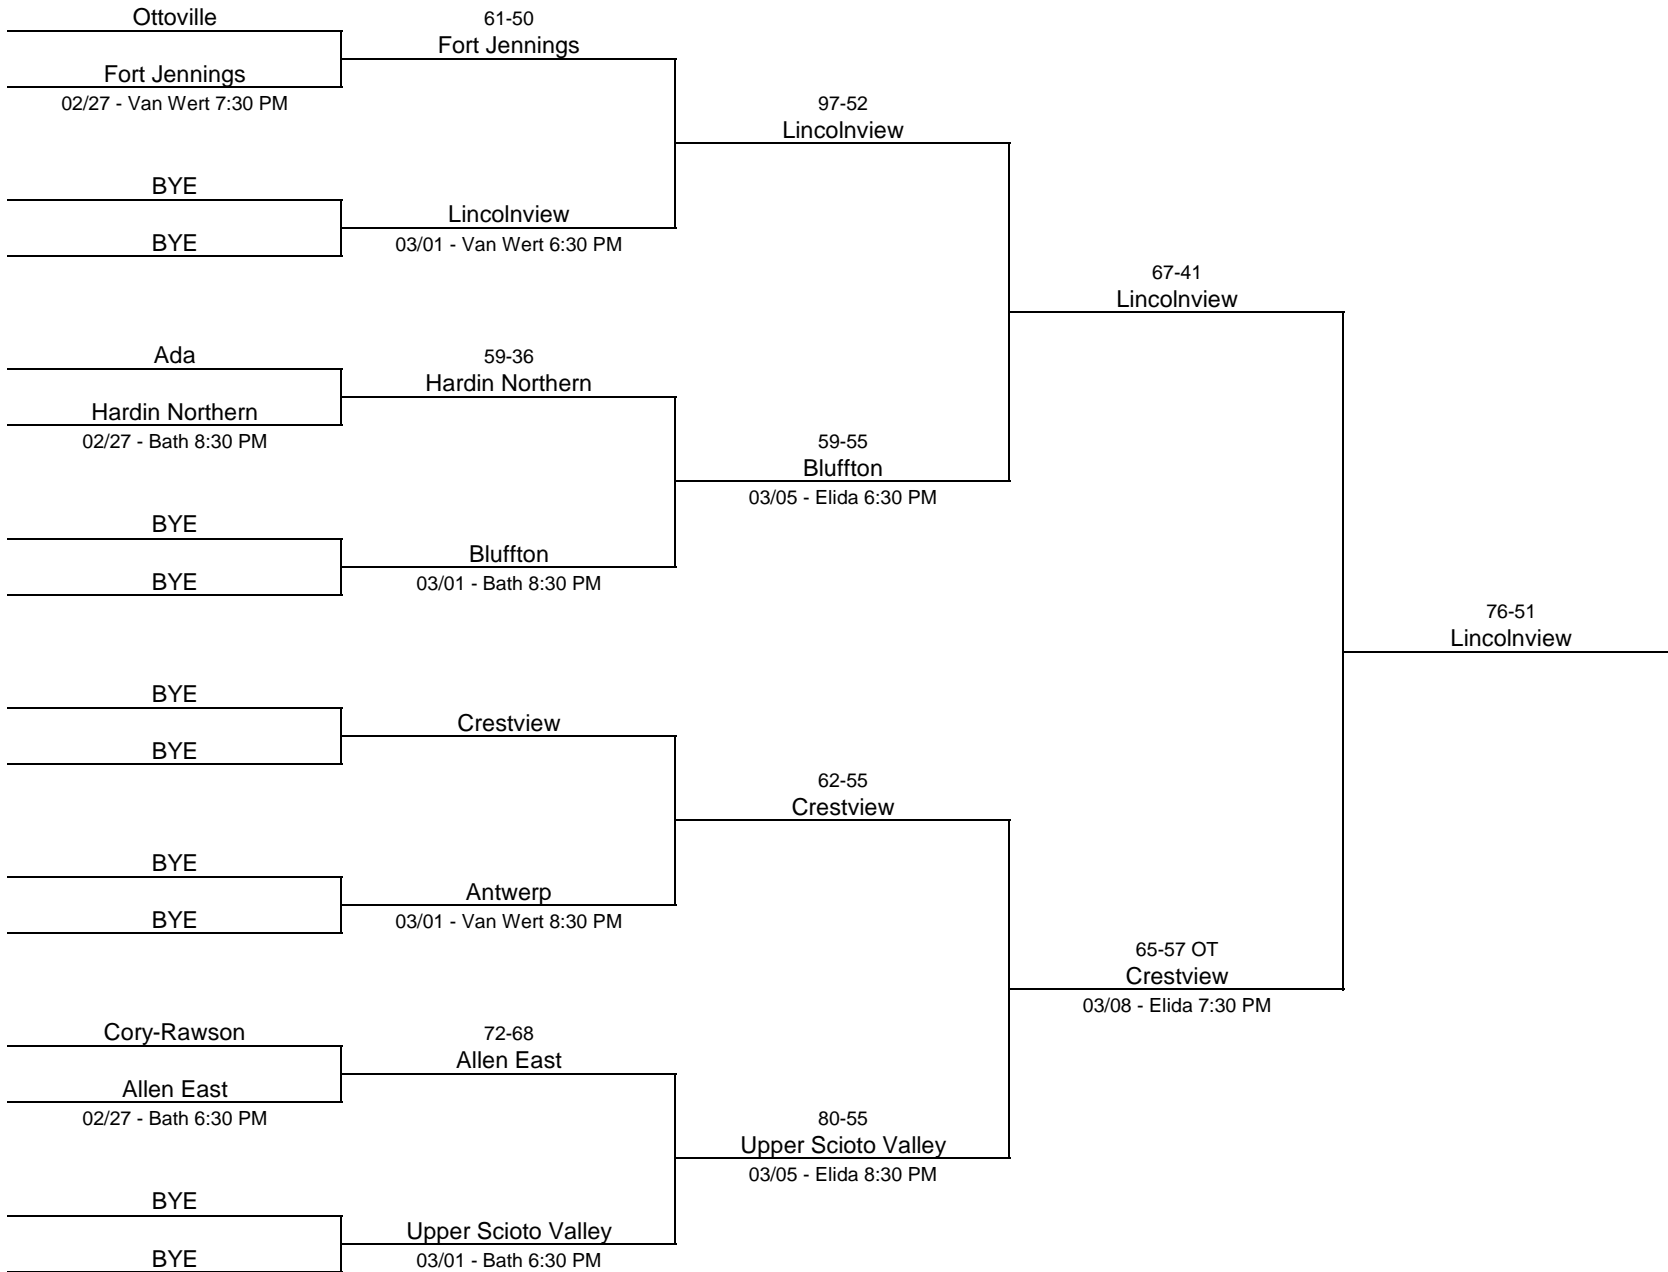 Ottoville
Fort Jennings
02/27 - Van Wert 7:30 PM
BYE
BYE
Ada
Hardin Northern
02/27 - Bath 8:30 PM
BYE
BYE
BYE
BYE
BYE
BYE
Cory-Rawson
Allen East
02/27 - Bath 6:30 PM
BYE
BYE
61-50
Fort Jennings
Lincolnview
03/01 - Van Wert 6:30 PM
59-36
Hardin Northern
Bluffton
03/01 - Bath 8:30 PM
Crestview
Antwerp
03/01 - Van Wert 8:30 PM
72-68
Allen East
Upper Scioto Valley
03/01 - Bath 6:30 PM
97-52
Lincolnview
59-55
Bluffton
03/05 - Elida 6:30 PM
62-55
Crestview
80-55
Upper Scioto Valley
03/05 - Elida 8:30 PM
67-41
Lincolnview
65-57 OT
Crestview
03/08 - Elida 7:30 PM
76-51
Lincolnview